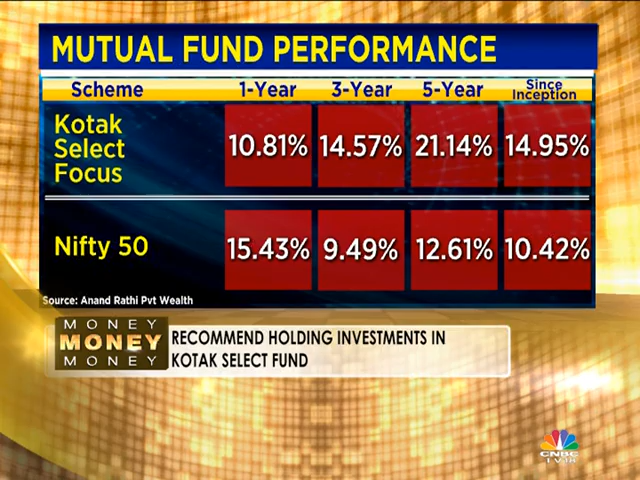 MUTUAL FUND PERFORMANCE
Scheme 1-Year 3-Year 5-Year Since Inception
Kotak Select Focus 10.81% 14.57% 21.14% 14.95%
Nifty 50 15.43% 9.49% 12.61% 10.42%
Source: Anand Rathi Pvt Wealth
MONEY
MONEY
MONEY
RECOMMEND HOLDING INVESTMENTS IN
KOTAK SELECT FUND
CNBC
TV18